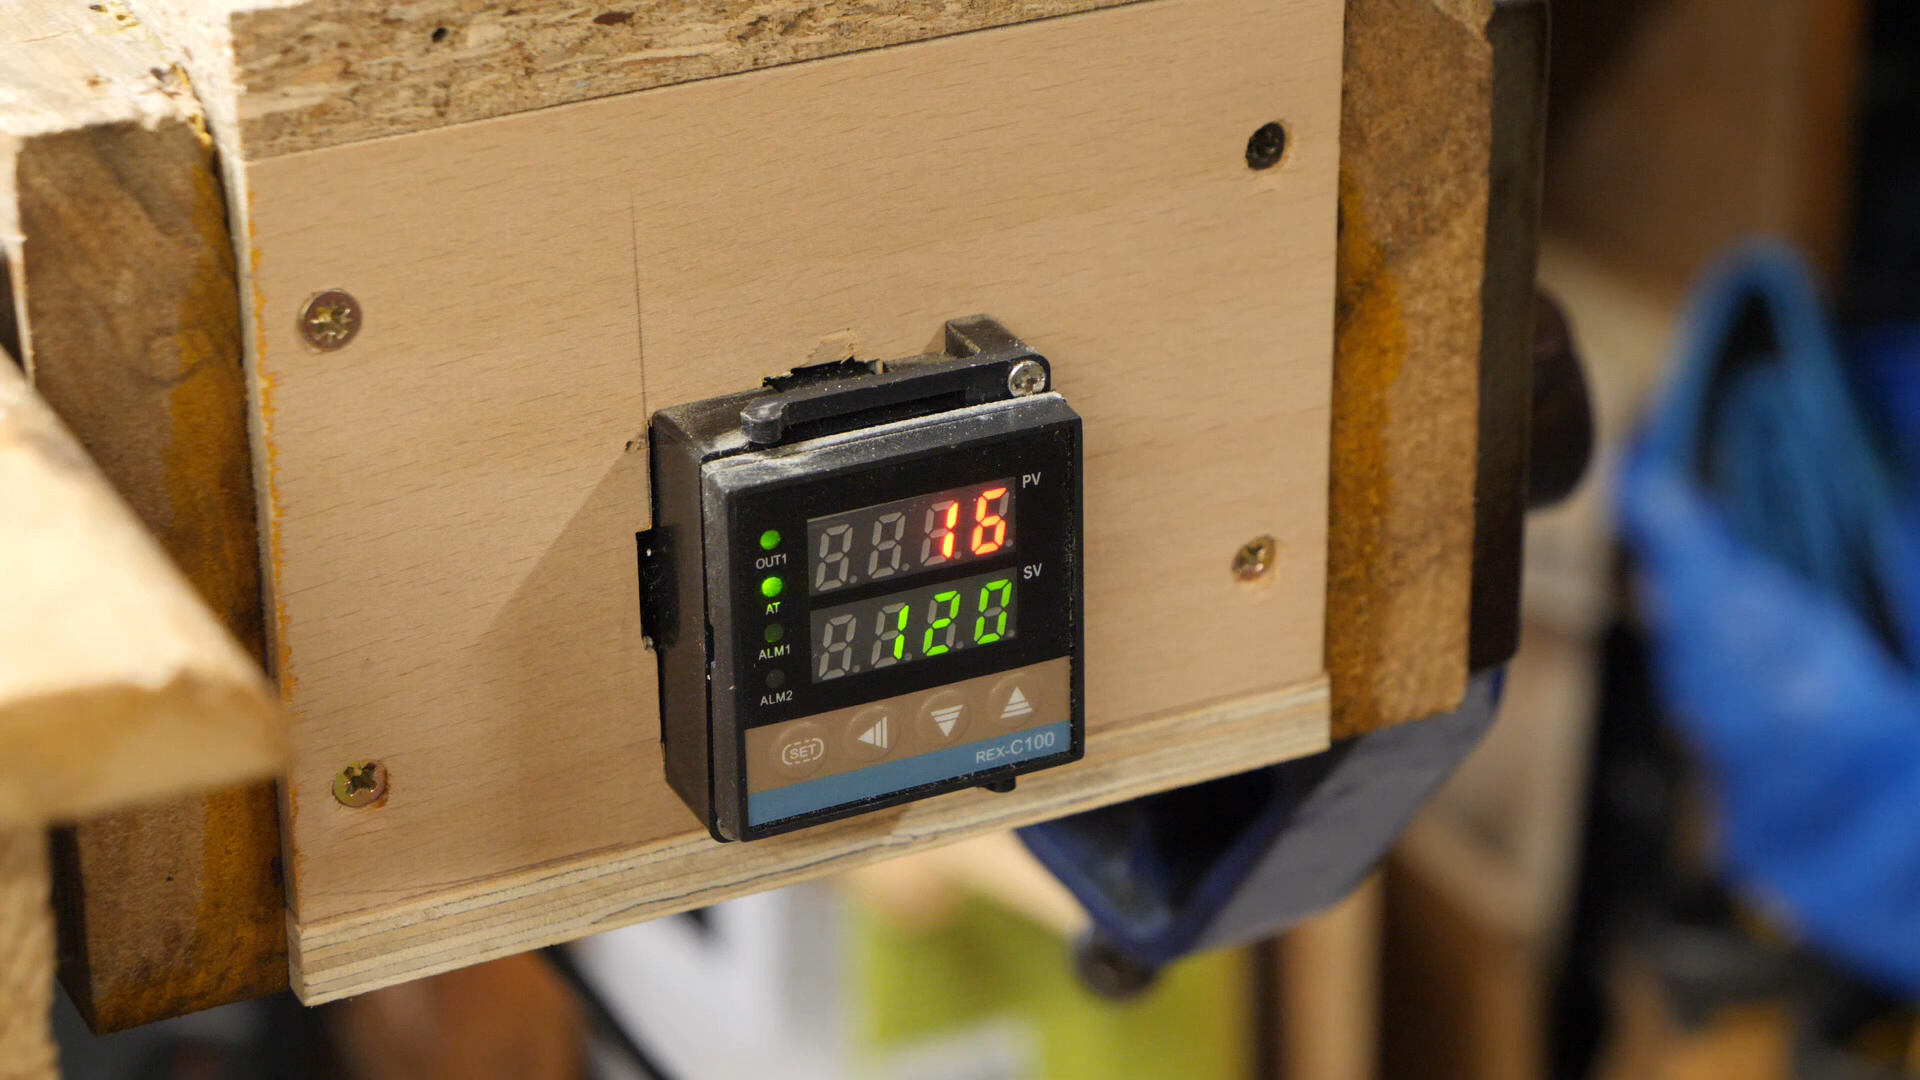 PV
16
OUT1
SV
AT
120
ALM1
ALM2
SET
REX-C100